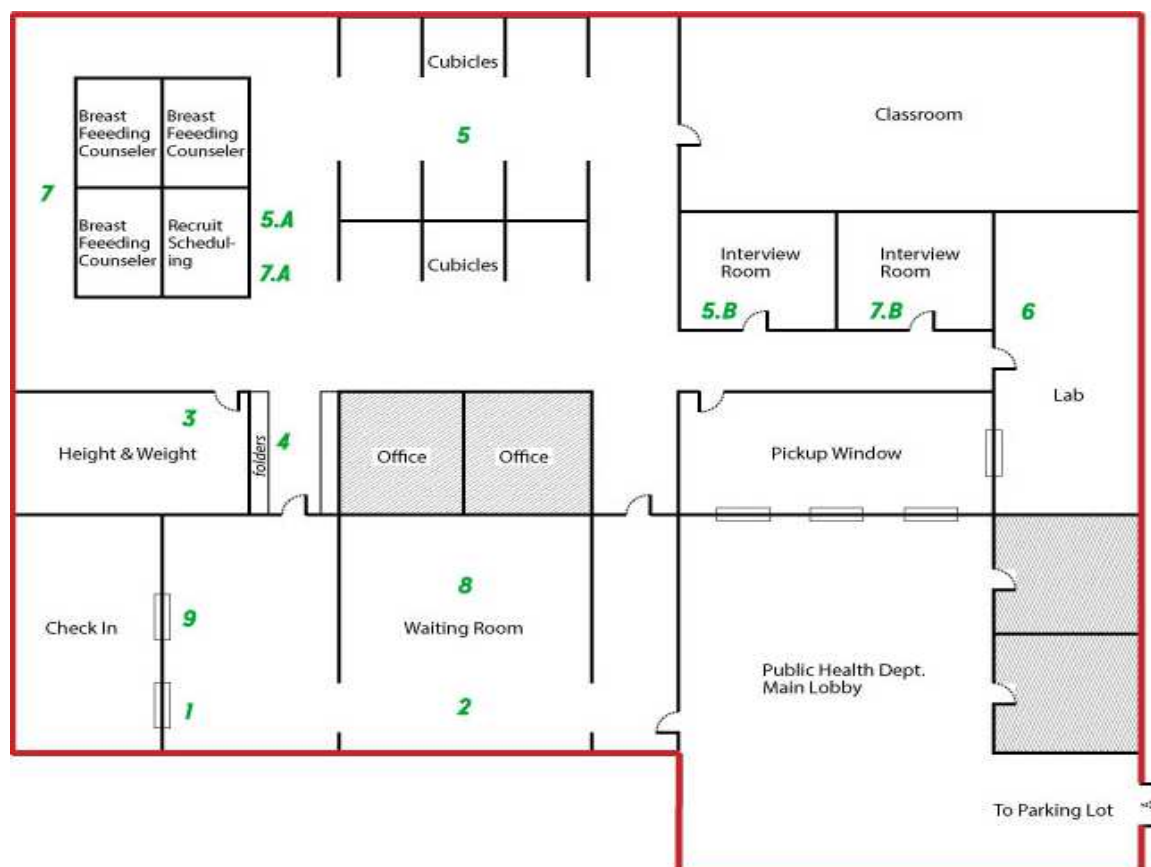 Cubicles
Classroom
Breast
Feeeding
Counseler
Breast
Feeeding
Counseler
5
7
5.A
Breast
Feeeding
Counseler
Recruit
Schedul-
ing
7.A
Cubicles
Interview
Room
Interview
Room
5.B
7.B
6
Lab
3
Height & Weight
folders
4
Office
Office
Pickup Window
8
9
Check In
Waiting Room
1
2
Public Health Dept.
Main Lobby
To Parking Lot